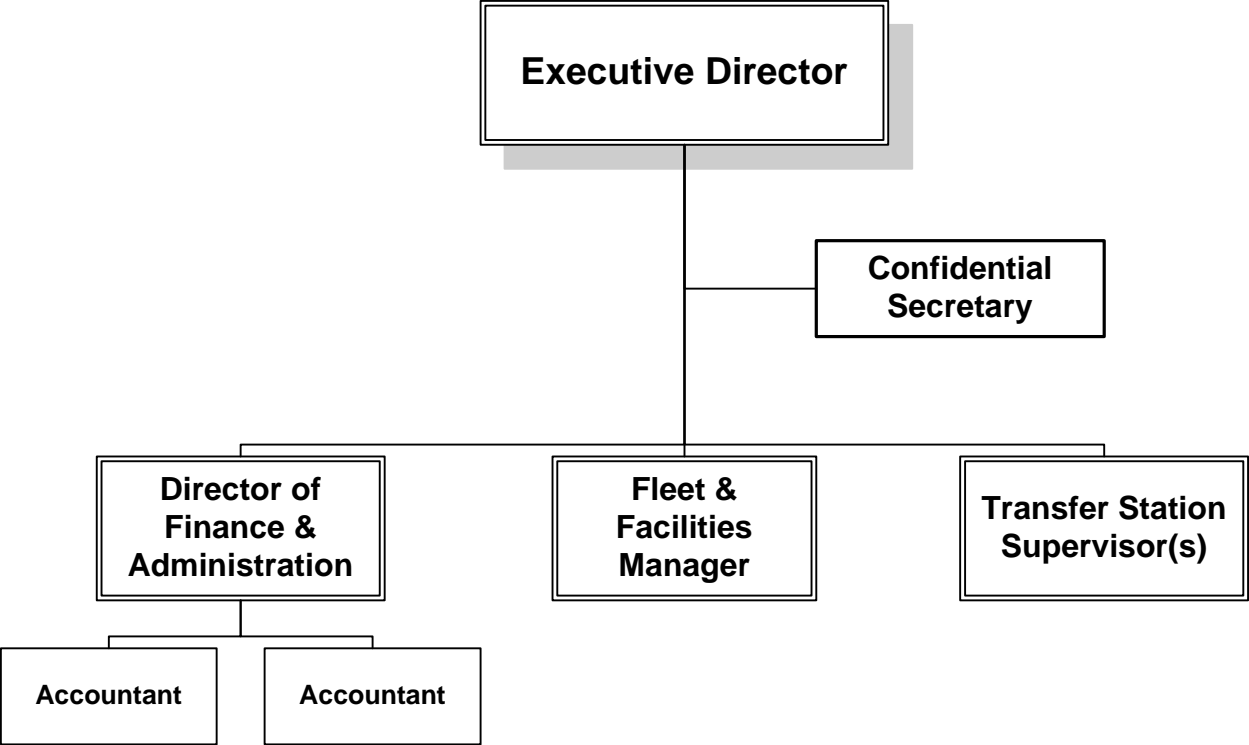 Executive Director
Confidential
Secretary
Director of
Finance &
Administration
Fleet &
Facilities
Manager
Transfer Station
Supervisor(s)
Accountant
Accountant